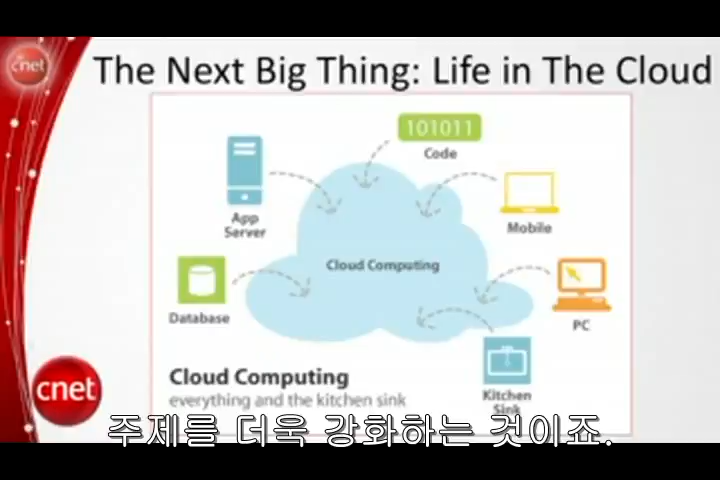 cnet
The Next Big Thing: Life in The Cloud
101011
Code
App
Server
Mobile
Cloud Computing
Database
PC
Kitchen
Sink
Cloud Computing
everything and the kitchen sink
cnet
주제를 더욱 강화하는 것이죠.